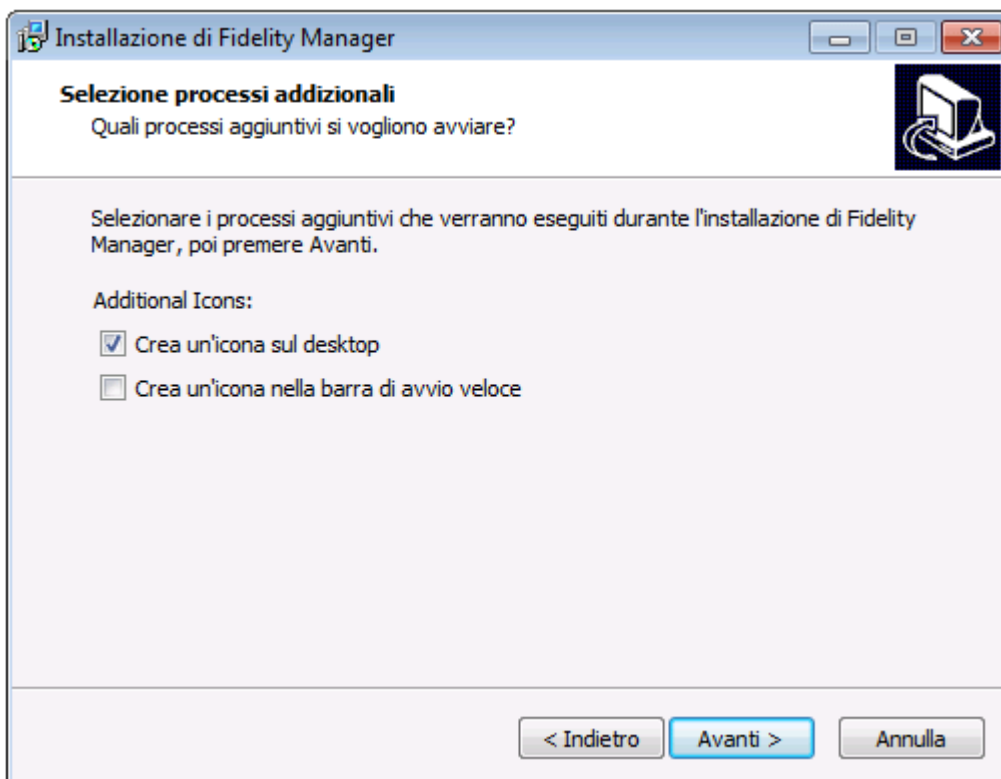 Installazione di Fidelity Manager
Selezione processi addizionali
Quali processi aggiuntivi si vogliono avviare?
Selezionare i processi aggiuntivi che verranno eseguiti durante l'installazione di Fidelity
Manager, poi premere Avanti.
Additional Icons:
Crea un'icona sul desktop
Crea un'icona nella barra di avvio veloce
< Indietro
Avanti >
Annulla